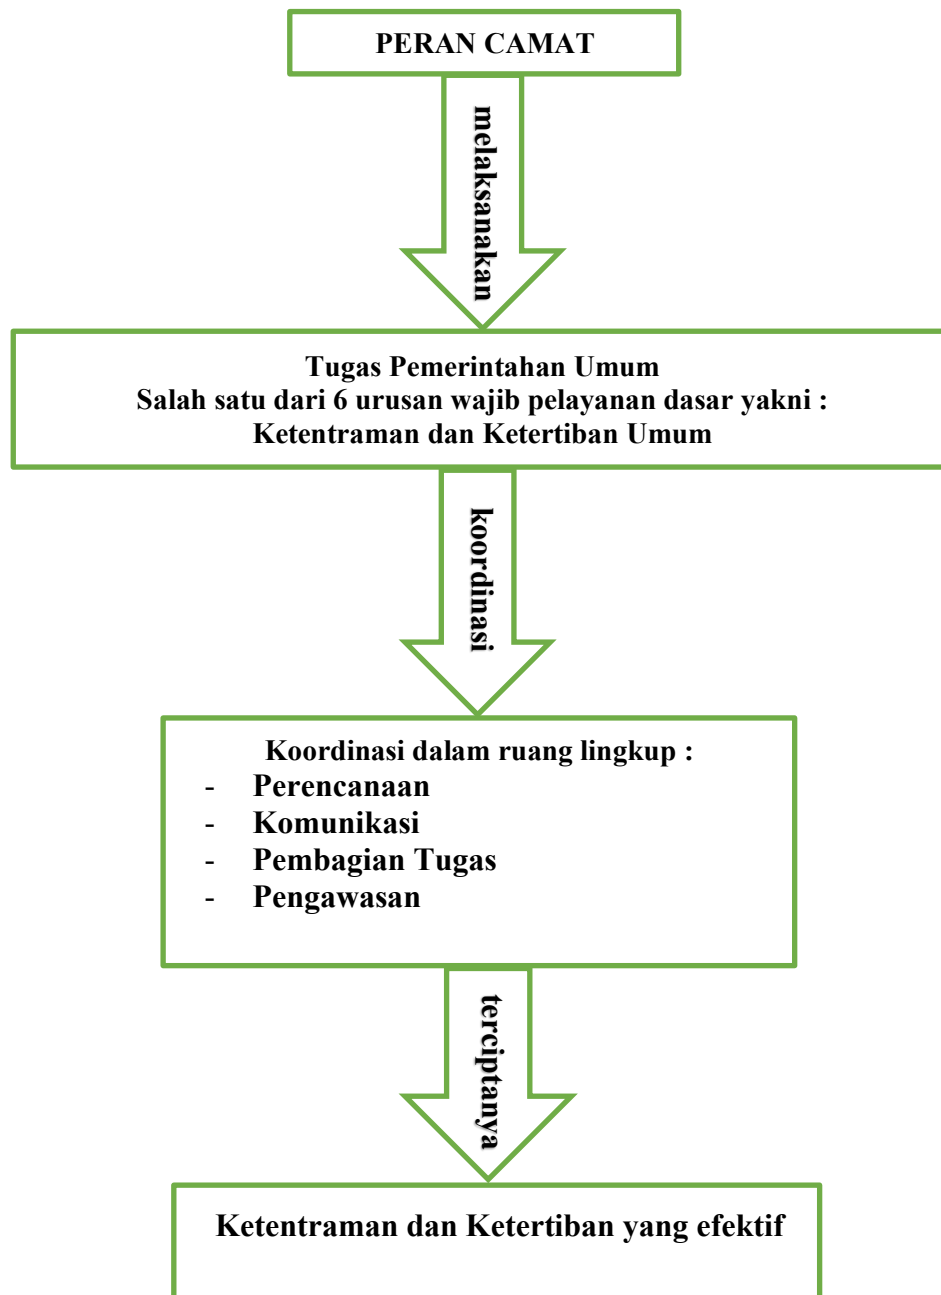 PERAN CAMAT
melaksanakan
Tugas Pemerintahan Umum
Salah satu dari 6 urusan wajib pelayanan dasar yakni :
Ketentraman dan Ketertiban Umum
koordinasi
Koordinasi dalam ruang lingkup :
- Perencanaan
- Komunikasi
- Pembagian Tugas
- Pengawasan
terciptanya
Ketentraman dan Ketertiban yang efektif